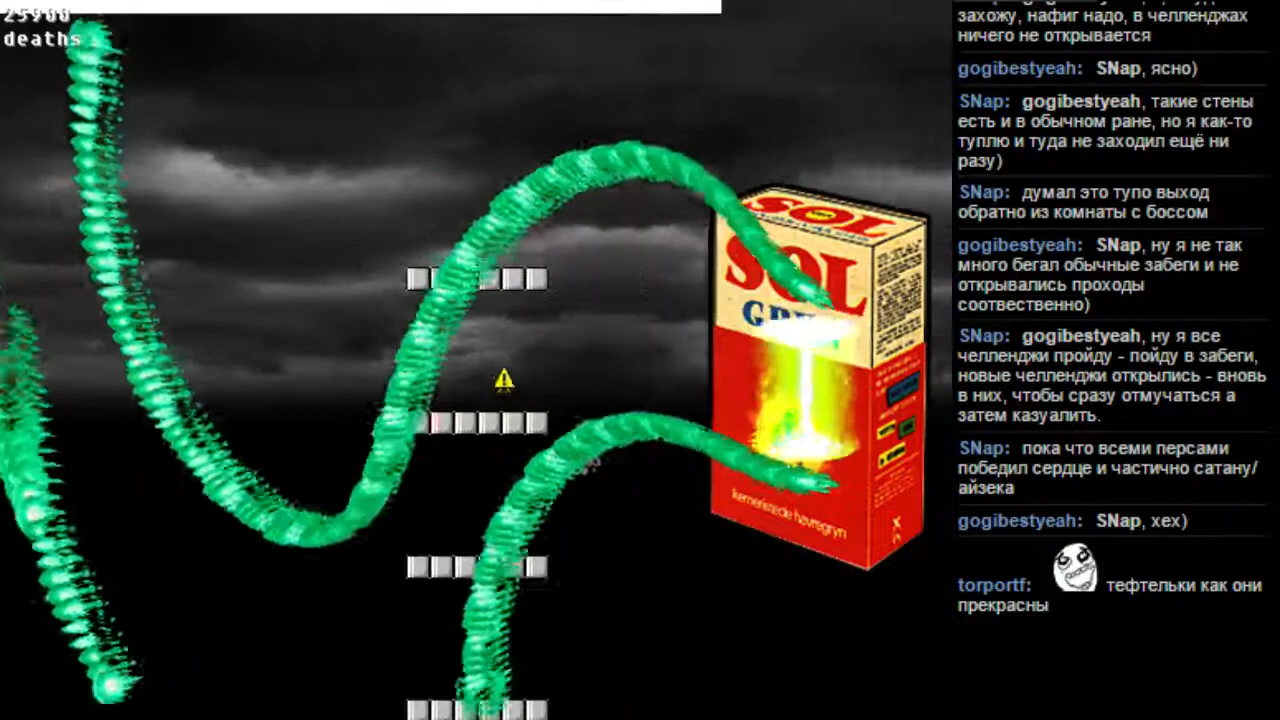 25900
deaths
SOL
SOL
GRYN
kerneristede havregryn
захожу, нафиг надо, в челленджах
ничего не открывается
gogibestyeah: SNap, ясно)
SNap: gogibestyeah, такие стены
есть и в обычном ране, но я как-то
туплю и туда не заходил ещё ни
разу)
SNap: думал это тупо выход
обратно из комнаты с боссом
gogibestyeah: SNap, ну я не так
много бегал обычные забеги и не
открывались проходы
соотвественно)
SNap: gogibestyeah, ну я все
челленджи пройду - пойду в забеги,
новые челленджи открылись - вновь
в них, чтобы сразу отмучаться а
затем казуалить.
SNap: пока что всеми персами
победил сердце и частично сатану/
айзека
gogibestyeah: SNap, хех)
torportf: тефтельки как они
прекрасны